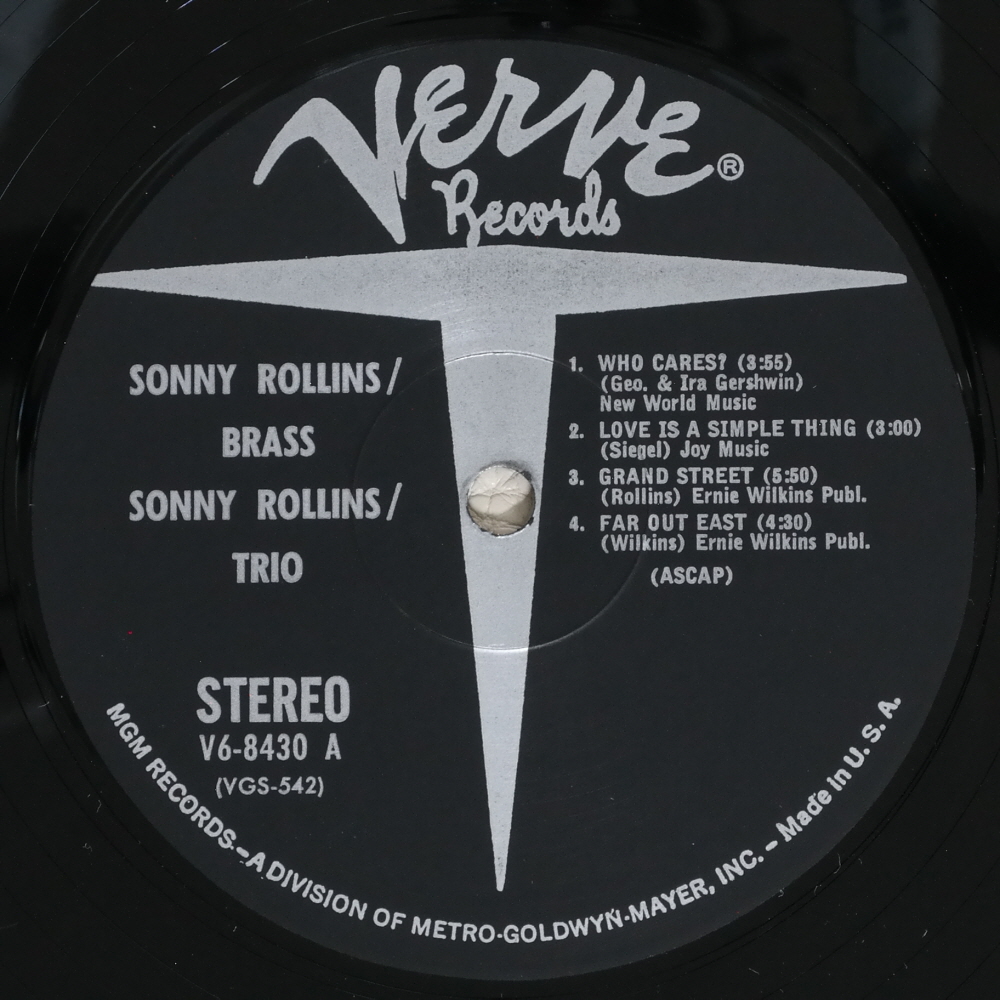 VERVE ®
Records
SONNY ROLLINS/
BRASS
SONNY ROLLINS/
TRIO
1. WHO CARES? (3:55)
(Geo. & Ira Gershwin)
New World Music
2. LOVE IS A SIMPLE THING (3:00)
(Siegel) Joy Music
3. GRAND STREET (5:50)
(Rollins) Ernie Wilkins Publ.
4. FAR OUT EAST (4:30)
(Wilkins) Ernie Wilkins Publ.
(ASCAP)
STEREO
V6-8430 A
(VGS-542)
MGM RECORDS-A DIVISION OF METRO-GOLDWYN-MAYER, INC. - Made in U. S. A.